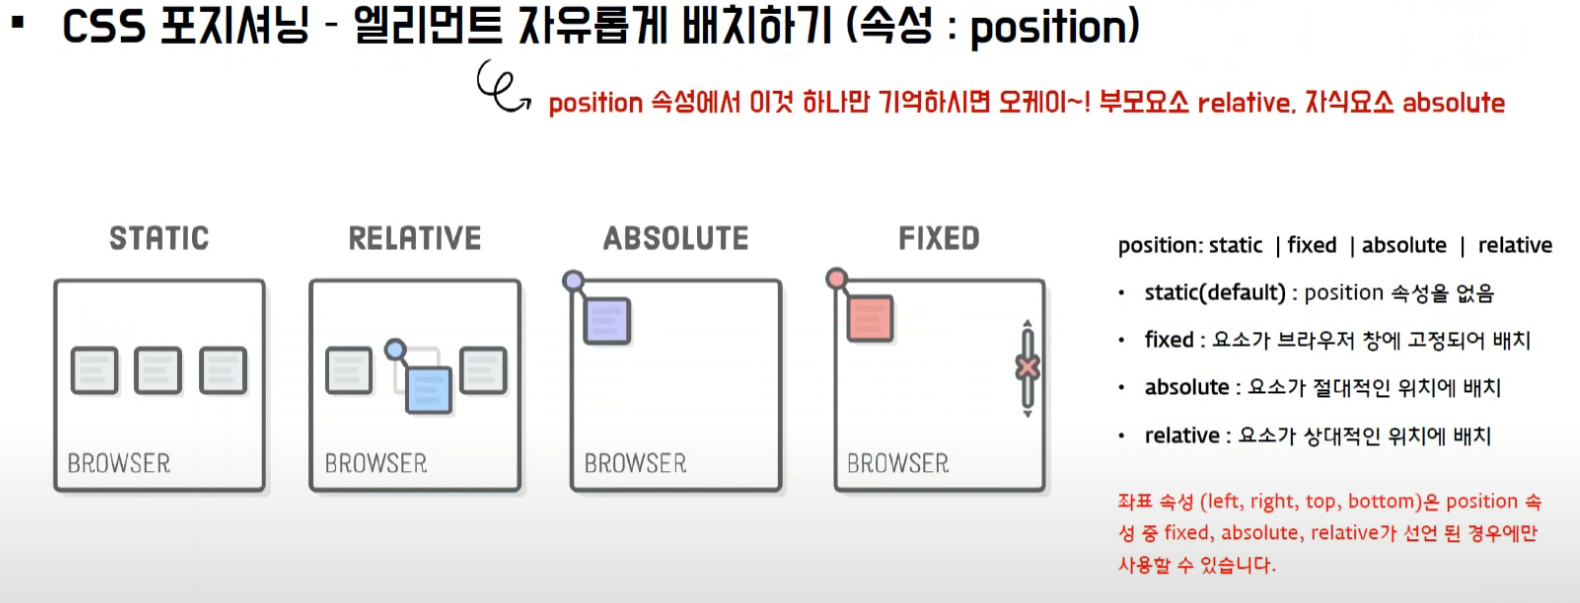 ▪ CSS 포지셔닝 - 엘리먼트 자유롭게 배치하기 (속성 : position)
position 속성에서 이것 하나만 기억하시면 오케이~! 부모요소 relative, 자식요소 absolute
STATIC
BROWSER
RELATIVE
BROWSER
ABSOLUTE
BROWSER
FIXED
BROWSER
position: static | fixed | absolute | relative
• static(default) : position 속성을 없음
• fixed : 요소가 브라우저 창에 고정되어 배치
• absolute : 요소가 절대적인 위치에 배치
• relative : 요소가 상대적인 위치에 배치
좌표 속성 (left, right, top, bottom)은 position 속
성 중 fixed, absolute, relative가 선언 된 경우에만
사용할 수 있습니다.